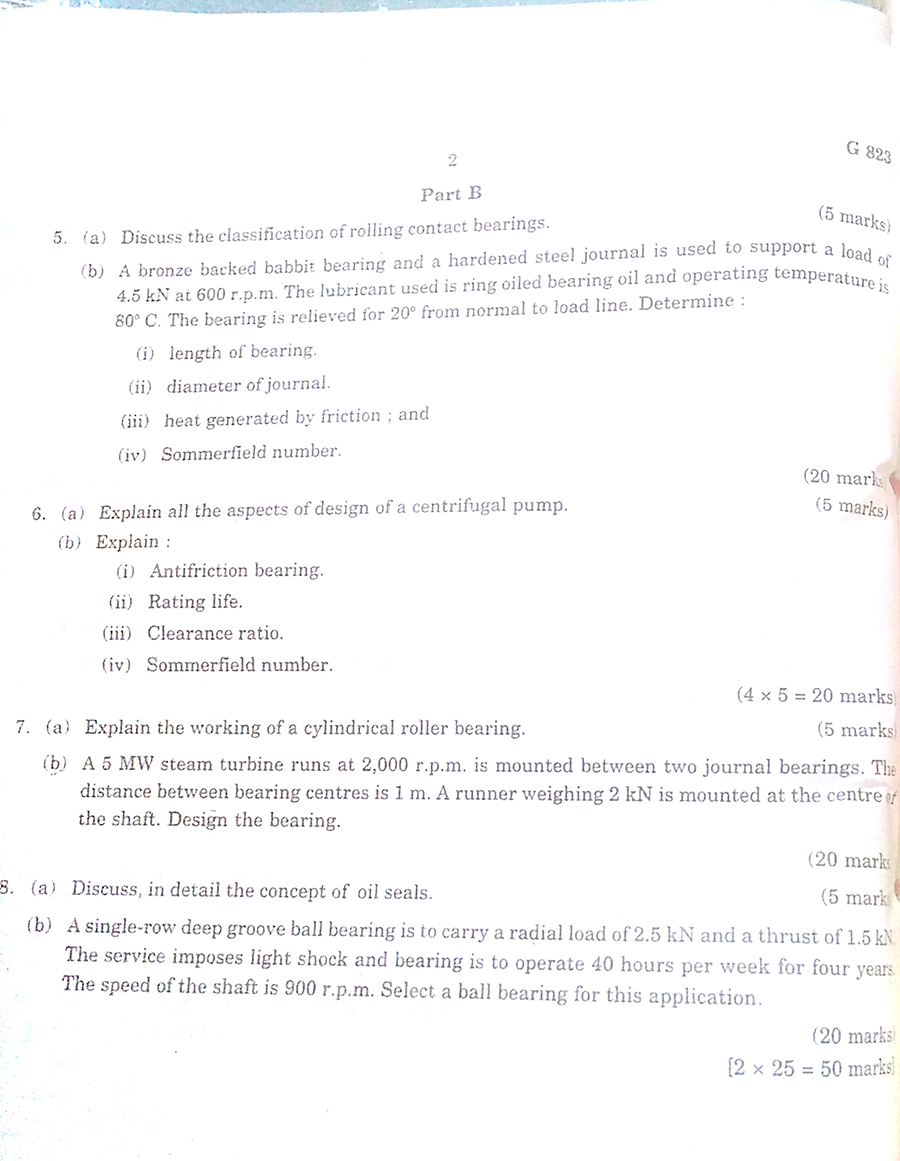 2
G 823
Part B
5. (a) Discuss the classification of rolling contact bearings.
(5 marks)
(b) A bronze backed babbit bearing and a hardened steel journal is used to support a load of
4.5 kN at 600 r.p.m. The lubricant used is ring oiled bearing oil and operating temperature is
80° C. The bearing is relieved for 20° from normal to load line. Determine :
(i) length of bearing.
(ii) diameter of journal.
(iii) heat generated by friction ; and
(iv) Sommerfield number.
(20 marks)
6. (a) Explain all the aspects of design of a centrifugal pump.
(5 marks)
(b) Explain :
(i) Antifriction bearing.
(ii) Rating life.
(iii) Clearance ratio.
(iv) Sommerfield number.
(4 × 5 = 20 marks)
7. (a) Explain the working of a cylindrical roller bearing.
(5 marks
(b) A 5 MW steam turbine runs at 2,000 r.p.m. is mounted between two journal bearings. The
distance between bearing centres is 1 m. A runner weighing 2 kN is mounted at the centre of
the shaft. Design the bearing.
(20 marks
8. (a) Discuss, in detail the concept of oil seals.
(5 mark
(b) A single-row deep groove ball bearing is to carry a radial load of 2.5 kN and a thrust of 1.5 kN.
The service imposes light shock and bearing is to operate 40 hours per week for four years.
The speed of the shaft is 900 r.p.m. Select a ball bearing for this application.
(20 marks)
[2 × 25 = 50 marks]